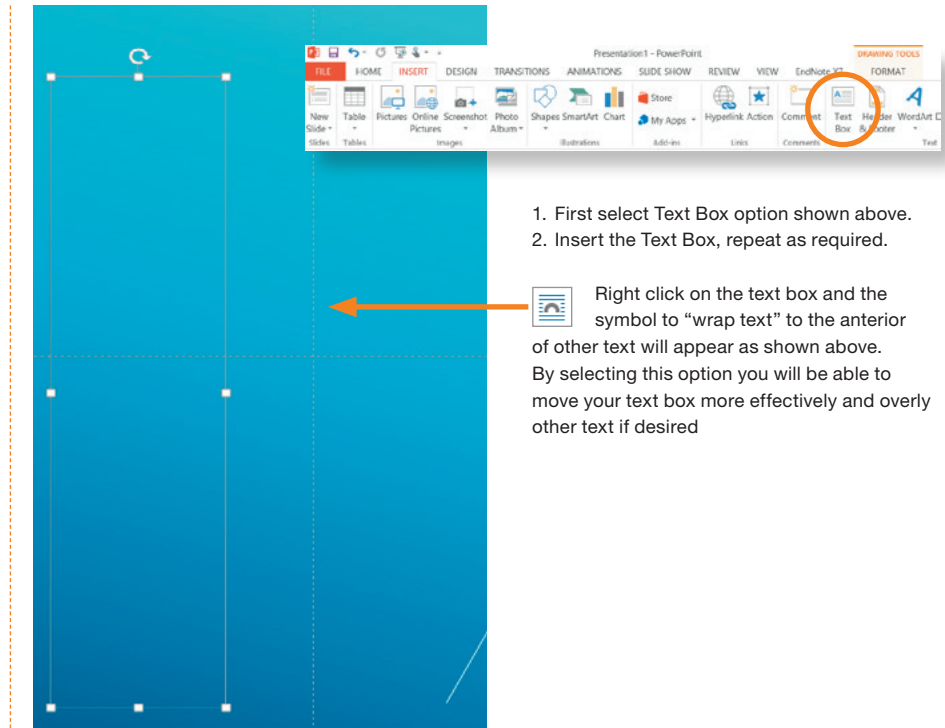 Presentation1 - PowerPoint
DRAWING TOOLS
FILE HOME INSERT DESIGN TRANSITIONS ANIMATIONS SLIDE SHOW REVIEW VIEW EndNote X7 FORMAT
New Slide Table Pictures Online Pictures Screenshot Photo Album Shapes SmartArt Chart Store My Apps Hyperlink Action Comment Text Box Header & Footer WordArt
Slides Tables Images Illustrations Add-ins Links Comments Text
1. First select Text Box option shown above.
2. Insert the Text Box, repeat as required.
Right click on the text box and the
symbol to “wrap text” to the anterior
of other text will appear as shown above.
By selecting this option you will be able to
move your text box more effectively and overly
other text if desired